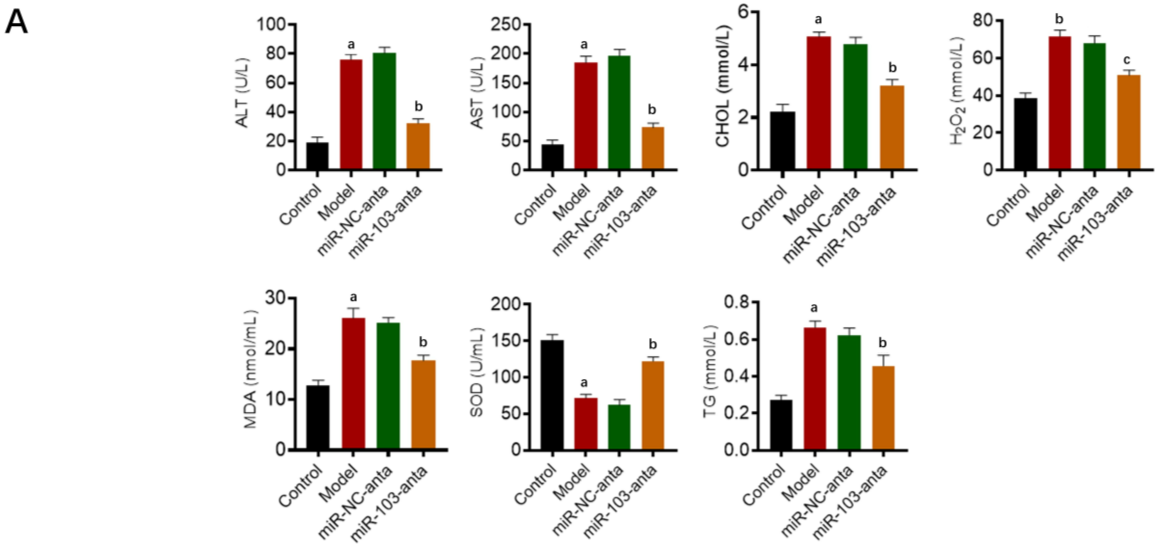 A
ALT (U/L)
100
80
60
40
20
0
a
b
Control
Model
miR-NC-anta
miR-103-anta
AST (U/L)
250
200
150
100
50
0
a
b
Control
Model
miR-NC-anta
miR-103-anta
CHOL (mmol/L)
6
4
2
0
a
b
Control
Model
miR-NC-anta
miR-103-anta
H₂O₂ (mmol/L)
80
60
40
20
0
b
c
Control
Model
miR-NC-anta
miR-103-anta
MDA (nmol/mL)
30
20
10
0
a
b
Control
Model
miR-NC-anta
miR-103-anta
SOD (U/mL)
200
150
100
50
0
a
b
Control
Model
miR-NC-anta
miR-103-anta
TG (mmol/L)
0.8
0.6
0.4
0.2
0.0
a
b
Control
Model
miR-NC-anta
miR-103-anta